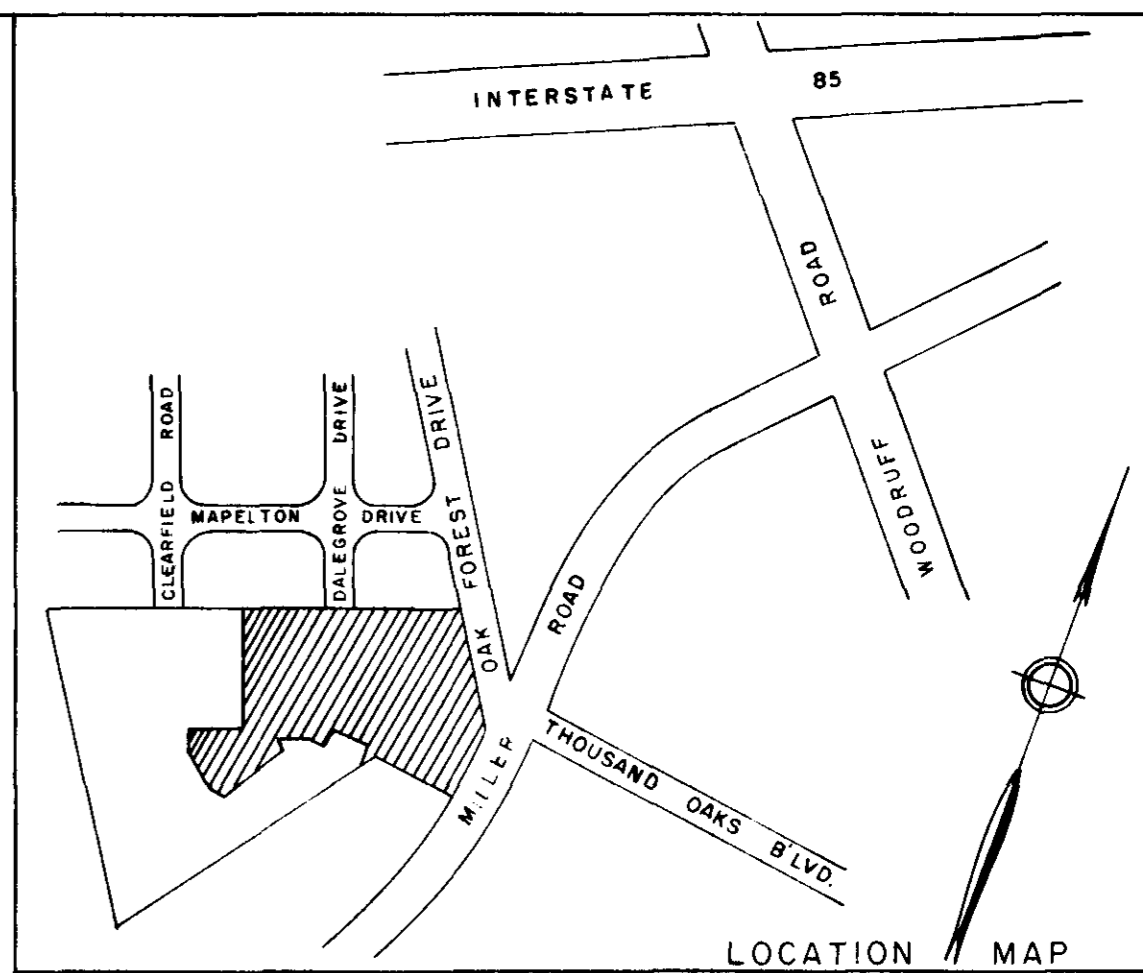 INTERSTATE 85
WOODRUFF ROAD
MILLER ROAD
OAK FOREST DRIVE
CLEARFIELD ROAD
DALEGROVE DRIVE
MAPELTON DRIVE
THOUSAND OAKS B'LVD.
LOCATION MAP